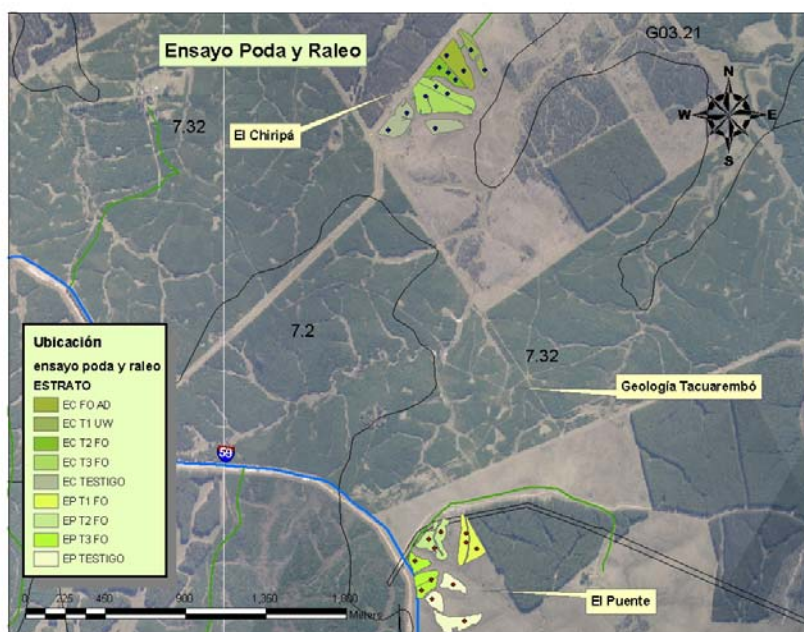 Ensayo Poda y Raleo
G03.21
N
W
E
S
El Chiripá
7.32
7.2
7.32
Geología Tacuarembó
59
Ubicación
ensayo poda y raleo
ESTRATO
EC FO AD
EC T1 UW
EC T2 FO
EC T3 FO
EC TESTIGO
EP T1 FO
EP T2 FO
EP T3 FO
EP TESTIGO
El Puente
0 225 450 900 1,350 1,800
Meters